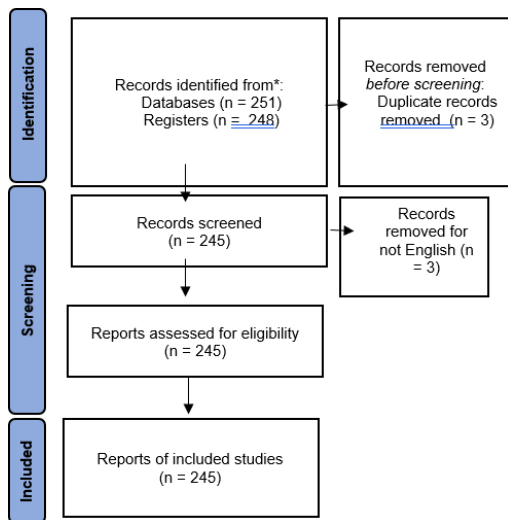 Identification
Records identified from*:
Databases (n = 251)
Registers (n = 248)
Records removed
before screening:
Duplicate records
removed (n = 3)
Screening
Records screened
(n = 245)
Records
removed for
not English (n
= 3)
Reports assessed for eligibility
(n = 245)
Included
Reports of included studies
(n = 245)